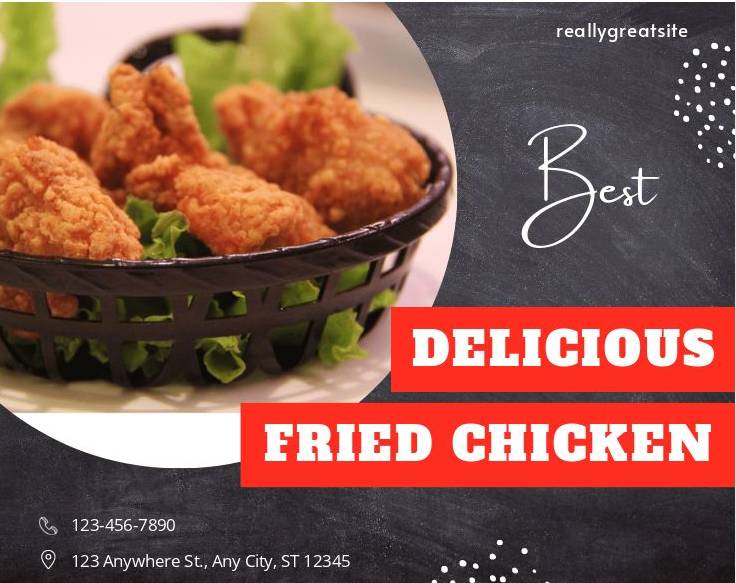 reallygreatsite
Best
DELICIOUS
FRIED CHICKEN
123-456-7890
123 Anywhere St., Any City, ST 12345